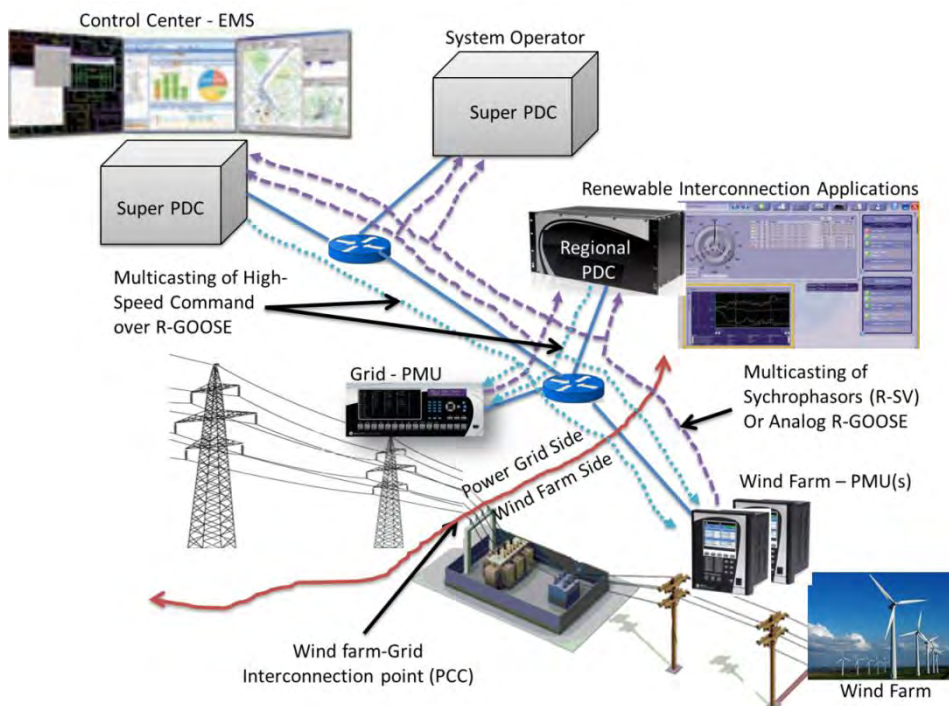 Control Center - EMS
System Operator
Super PDC
Super PDC
Renewable Interconnection Applications
Regional
PDC
Multicasting of High-
Speed Command
over R-GOOSE
Grid - PMU
Multicasting of
Sychrophasors (R-SV)
Or Analog R-GOOSE
Power Grid Side
Wind Farm Side
Wind Farm – PMU(s)
Wind farm-Grid
Interconnection point (PCC)
Wind Farm